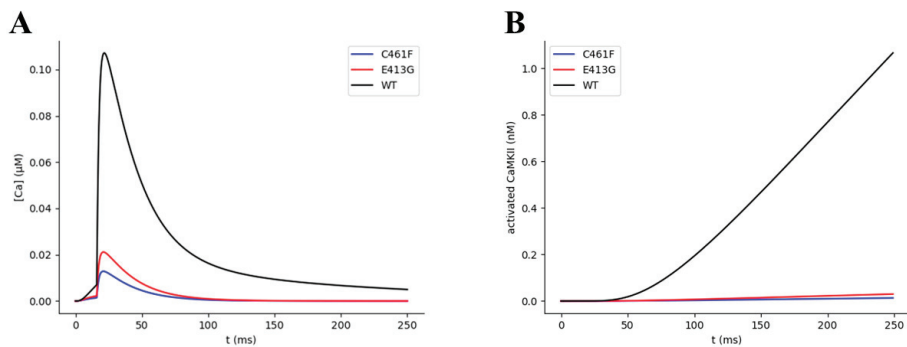 A
[Ca] (μM)
0.10
0.08
0.06
0.04
0.02
0.00
0
50
100
150
200
250
t (ms)
C461F
E413G
WT
B
activated CaMKII (nM)
1.0
0.8
0.6
0.4
0.2
0.0
0
50
100
150
200
250
t (ms)
C461F
E413G
WT